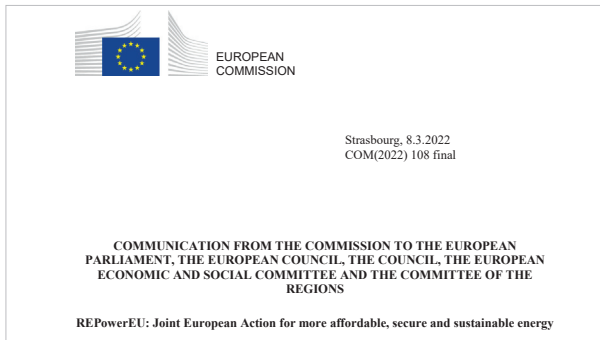 EUROPEAN
COMMISSION
Strasbourg, 8.3.2022
COM(2022) 108 final
COMMUNICATION FROM THE COMMISSION TO THE EUROPEAN
PARLIAMENT, THE EUROPEAN COUNCIL, THE COUNCIL, THE EUROPEAN
ECONOMIC AND SOCIAL COMMITTEE AND THE COMMITTEE OF THE
REGIONS
REPowerEU: Joint European Action for more affordable, secure and sustainable energy